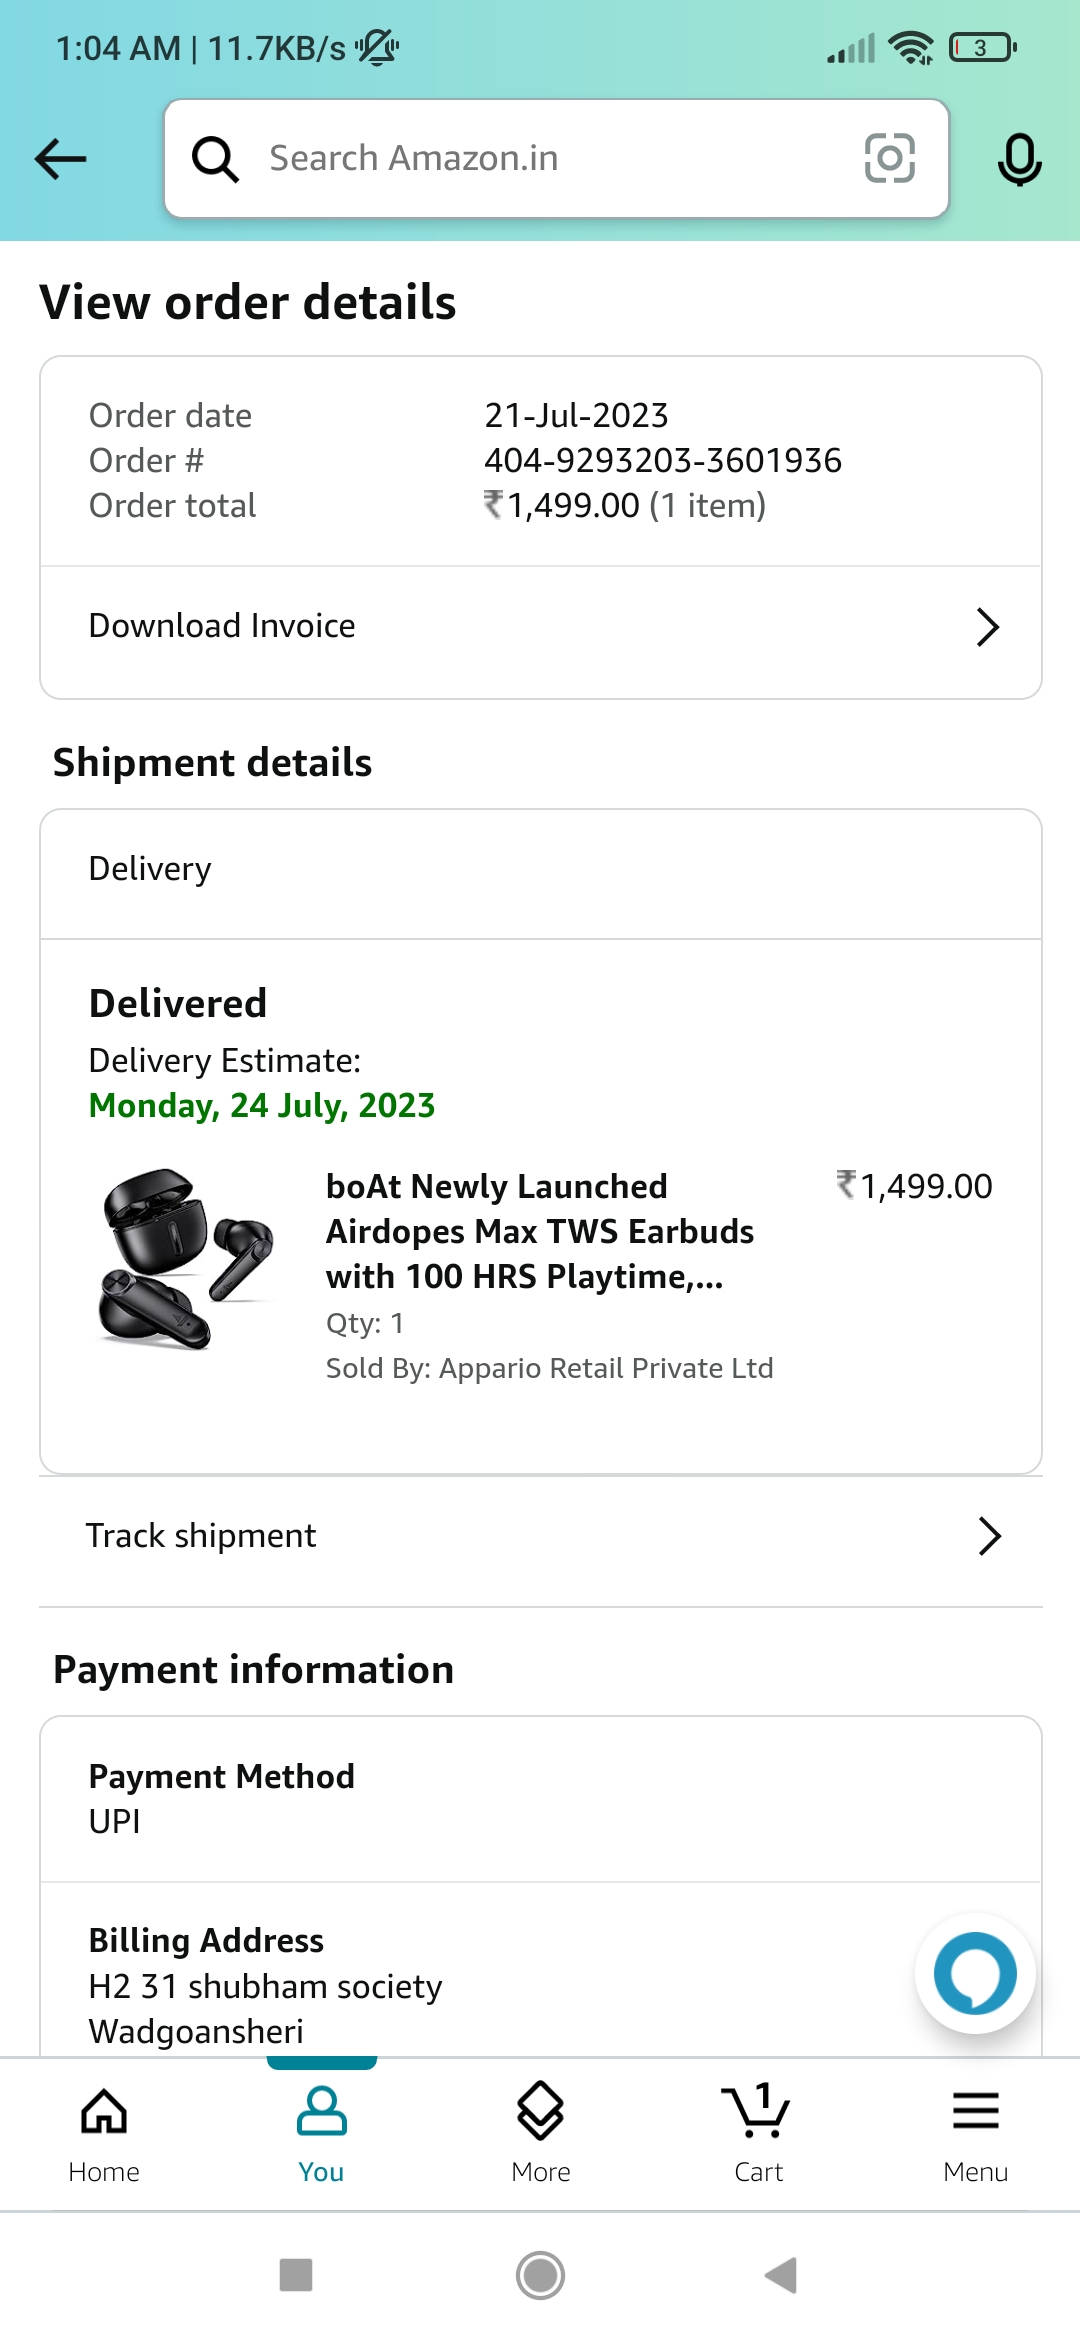 1:04 AM | 11.7KB/s
3
Search Amazon.in
View order details
Order date 21-Jul-2023
Order # 404-9293203-3601936
Order total ₹1,499.00 (1 item)
Download Invoice
Shipment details
Delivery
Delivered
Delivery Estimate:
Monday, 24 July, 2023
boAt Newly Launched ₹1,499.00
Airdopes Max TWS Earbuds
with 100 HRS Playtime,...
Qty: 1
Sold By: Appario Retail Private Ltd
Track shipment
Payment information
Payment Method
UPI
Billing Address
H2 31 shubham society
Wadgoansheri
1
Home You More Cart Menu